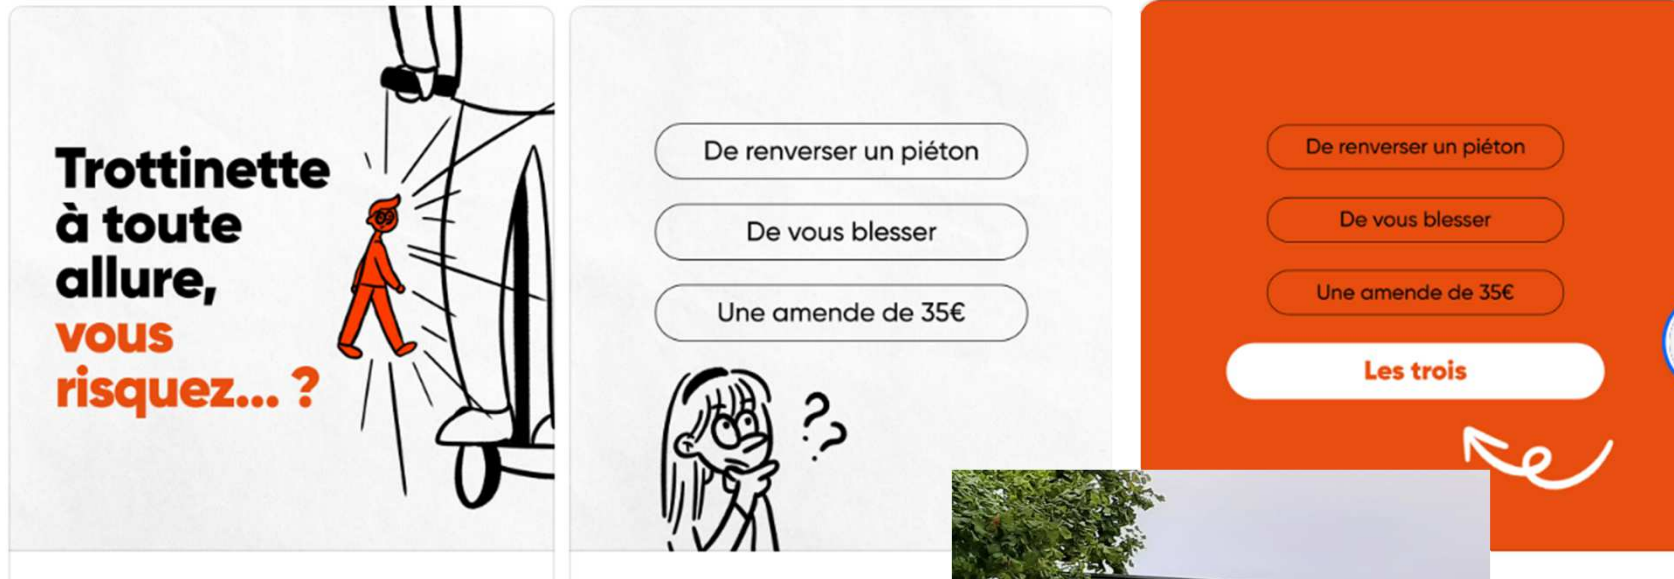 Trottinette
à toute
allure,
vous
risquez... ?
De renverser un piéton
De vous blesser
Une amende de 35€
??
De renverser un piéton
De vous blesser
Une amende de 35€
Les trois